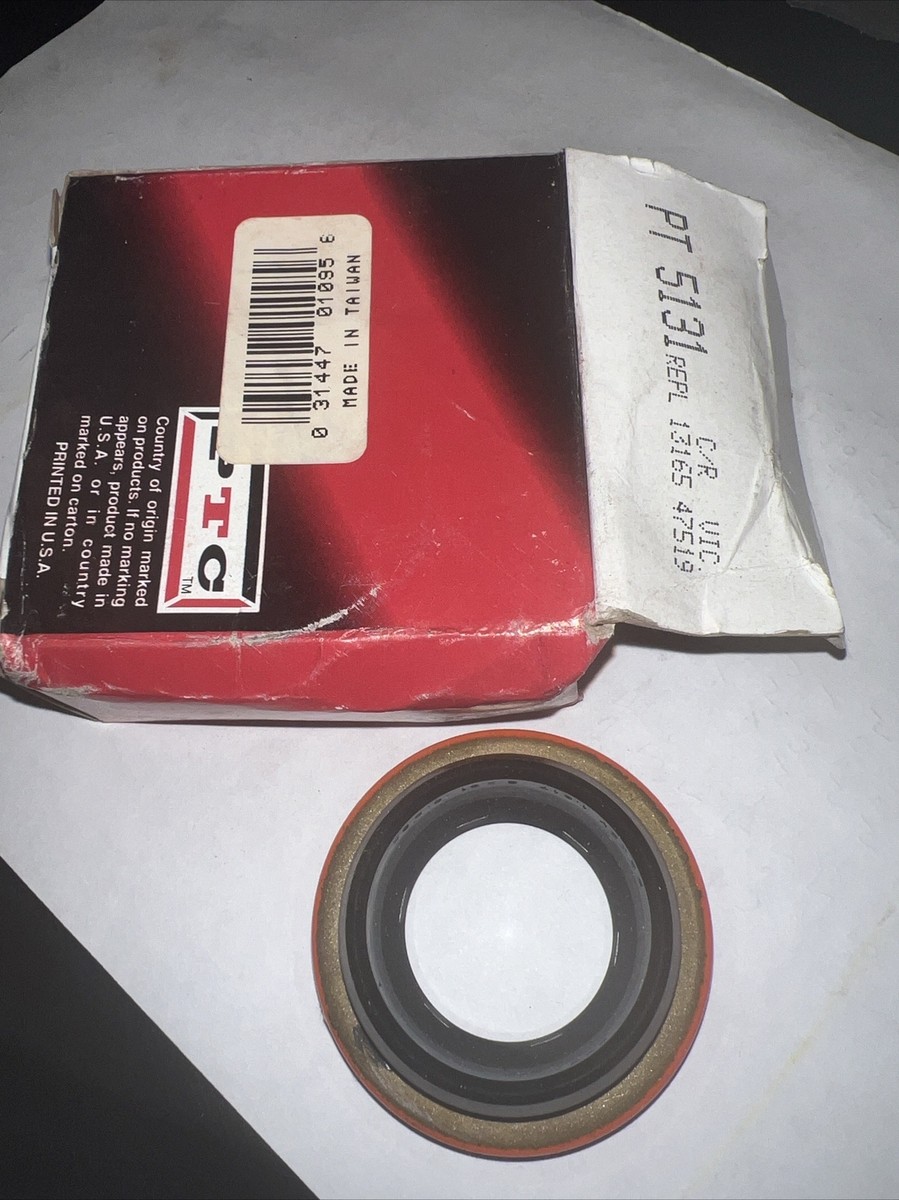 PT 5131 REPL 13165 47519
C/R VIC.
0 31447 01095 6
MADE IN TAIWAN
PTC
TM
Country of origin marked
on products. If no marking
appears, product made in
U.S.A. or in country
marked on carton.
PRINTED IN U.S.A.